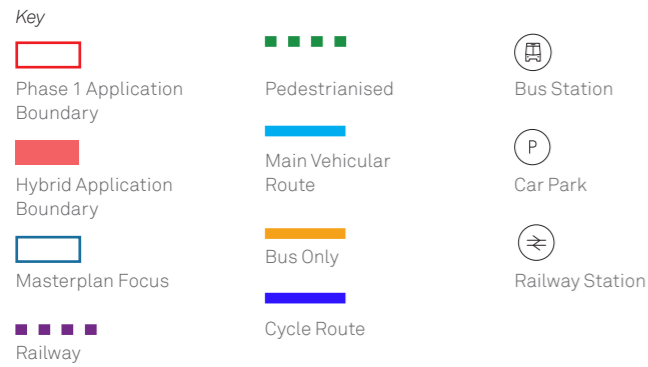 Key
Phase 1 Application
Boundary
Hybrid Application
Boundary
Masterplan Focus
Railway
Pedestrianised
Main Vehicular
Route
Bus Only
Cycle Route
Bus Station
P
Car Park
Railway Station